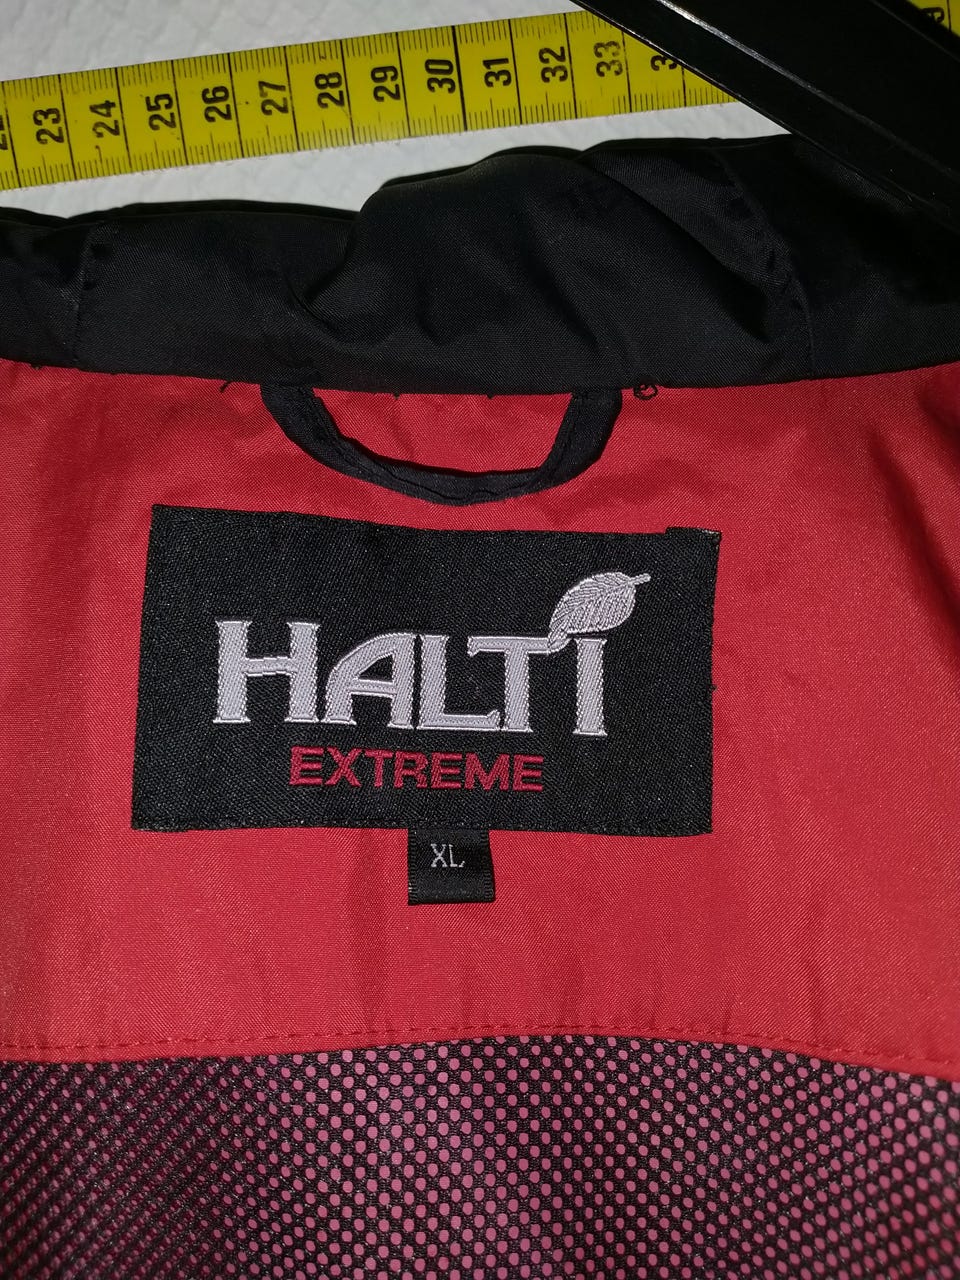 23 24 25 26 27 28 29 30 31 32 33
HALTI
EXTREME
XL